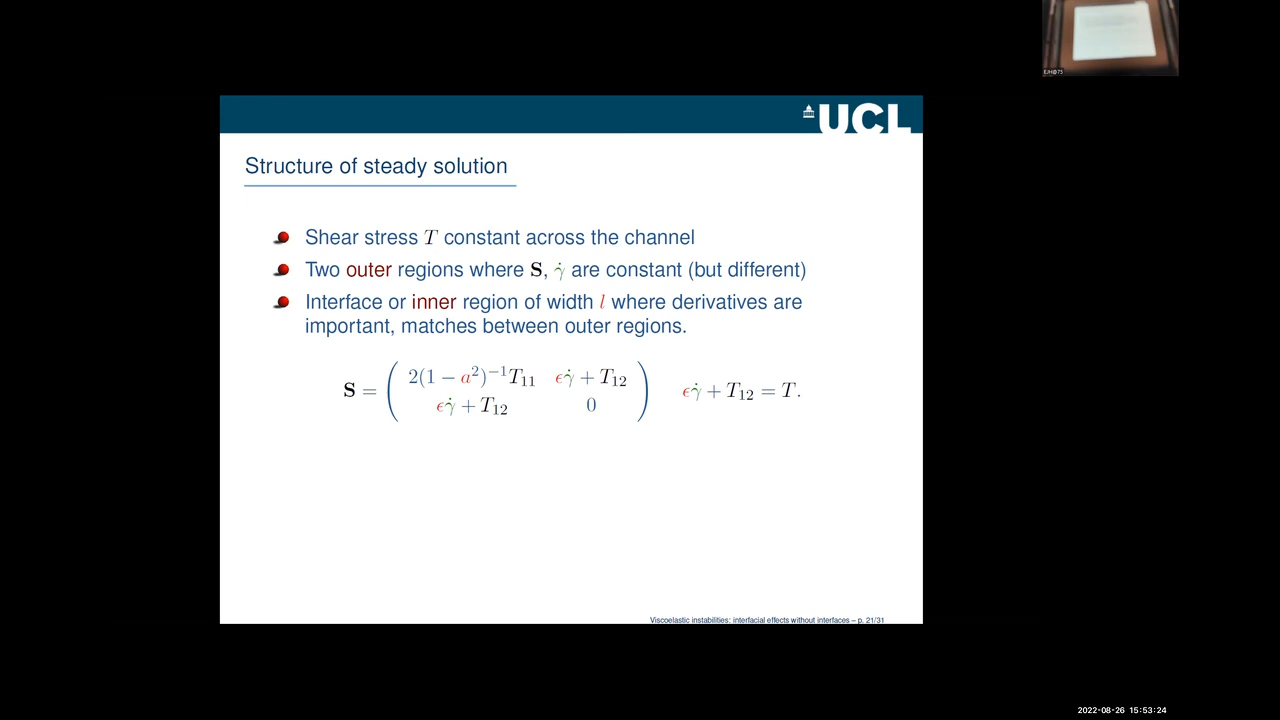 EJH@75
UCL
Structure of steady solution
Shear stress T constant across the channel
Two outer regions where S, γ̇ are constant (but different)
Interface or inner region of width l where derivatives are
important, matches between outer regions.
S = ( 2(1 − a²)⁻¹T₁₁ ϵγ̇ + T₁₂
ϵγ̇ + T₁₂ 0 ) ϵγ̇ + T₁₂ = T.
Viscoelastic instabilities: interfacial effects without interfaces – p. 21/31
2022-08-26 15:53:24